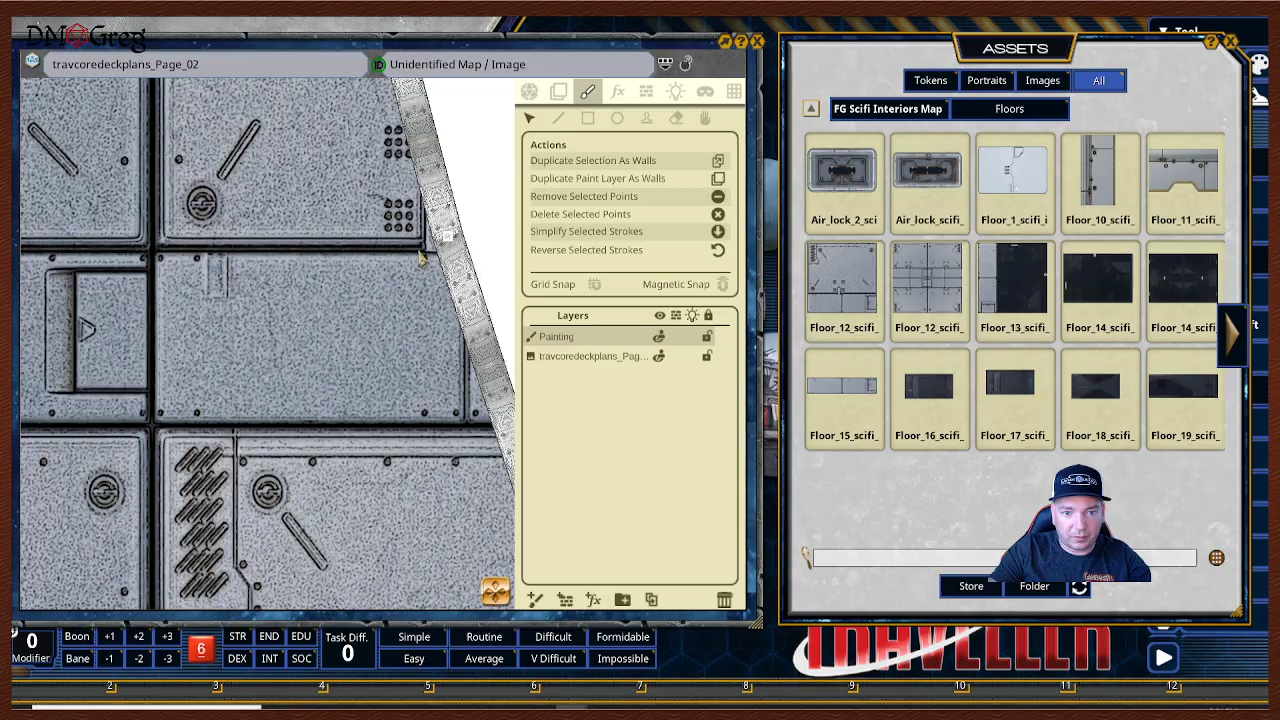 DM Greg
travcoredeckplans_Page_02
ID Unidentified Map / Image
Actions
Duplicate Selection As Walls
Duplicate Paint Layer As Walls
Remove Selected Points
Delete Selected Points
Simplify Selected Strokes
Reverse Selected Strokes
Grid Snap Magnetic Snap
Layers
Painting
travcoredeckplans_Pag...
ASSETS
Tokens Portraits Images All
FG Scifi Interiors Map Floors
Air_lock_2_sci Air_lock_scifi_ Floor_1_scifi_i Floor_10_scifi_ Floor_11_scifi_
Floor_12_scifi_ Floor_12_scifi_ Floor_13_scifi_ Floor_14_scifi_ Floor_14_scifi
Floor_15_scifi_ Floor_16_scifi_ Floor_17_scifi_ Floor_18_scifi_ Floor_19_scifi_
Store Folder
0
Modifier
Boon +1 +2 +3
Bane -1 -2 -3
6
STR END EDU
DEX INT SOC
Task Diff.
0
Simple Routine Difficult Formidable
Easy Average V Difficult Impossible
TRAVELLER
2 3 4 5 6 7 8 9 10 11 12